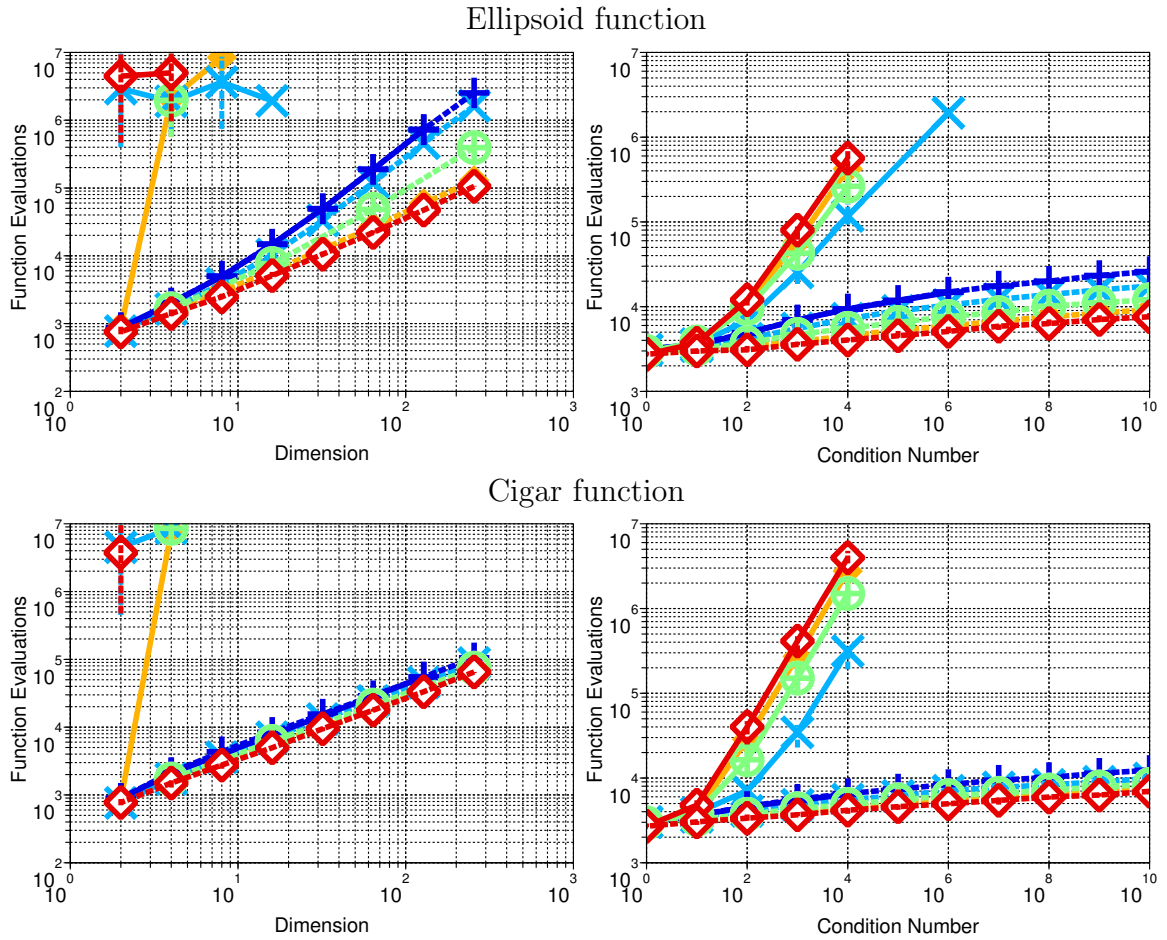 Ellipsoid function
10^7
10^6
10^5
10^4
10^3
10^2
Function Evaluations
10^0 10^1 10^2 10^3
Dimension
10^7
10^6
10^5
10^4
10^3
Function Evaluations
10^0 10^2 10^4 10^6 10^8 10^10
Condition Number
Cigar function
10^7
10^6
10^5
10^4
10^3
10^2
Function Evaluations
10^0 10^1 10^2 10^3
Dimension
10^7
10^6
10^5
10^4
10^3
Function Evaluations
10^0 10^2 10^4 10^6 10^8 10^10
Condition Number